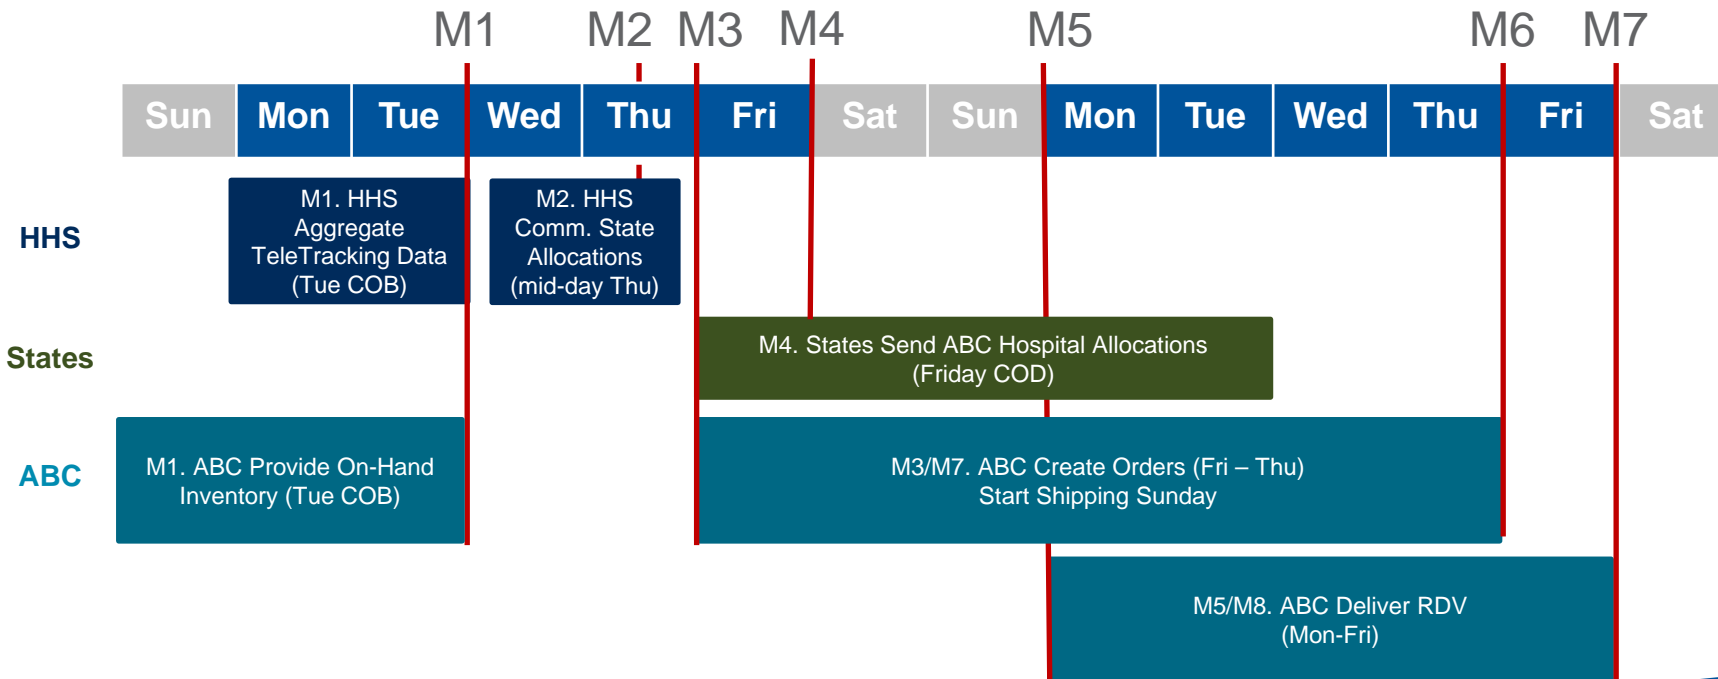 M1 M2 M3 M4 M5 M6 M7
Sun Mon Tue Wed Thu Fri Sat Sun Mon Tue Wed Thu Fri Sat
HHS
M1. HHS
Aggregate
TeleTracking Data
(Tue COB)
M2. HHS
Comm. State
Allocations
(mid-day Thu)
States
M4. States Send ABC Hospital Allocations
(Friday COD)
ABC
M1. ABC Provide On-Hand
Inventory (Tue COB)
M3/M7. ABC Create Orders (Fri – Thu)
Start Shipping Sunday
M5/M8. ABC Deliver RDV
(Mon-Fri)